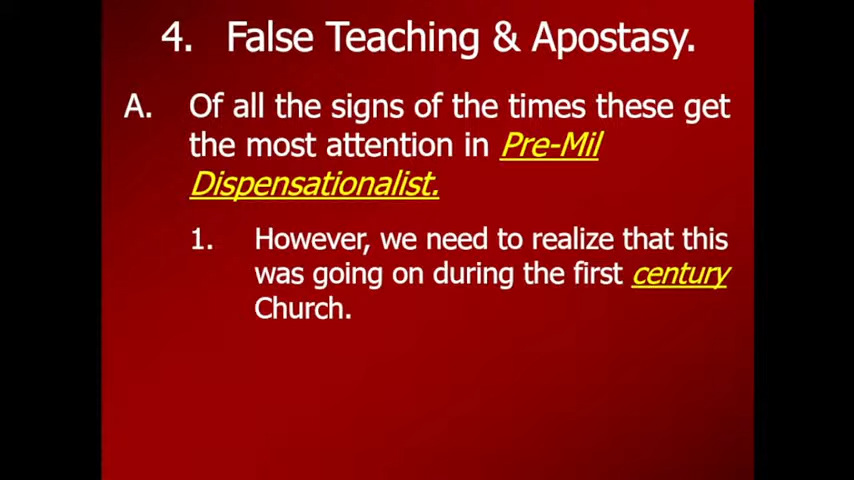 4. False Teaching & Apostasy.
A. Of all the signs of the times these get
the most attention in Pre-Mil
Dispensationalist.
1. However, we need to realize that this
was going on during the first century
Church.